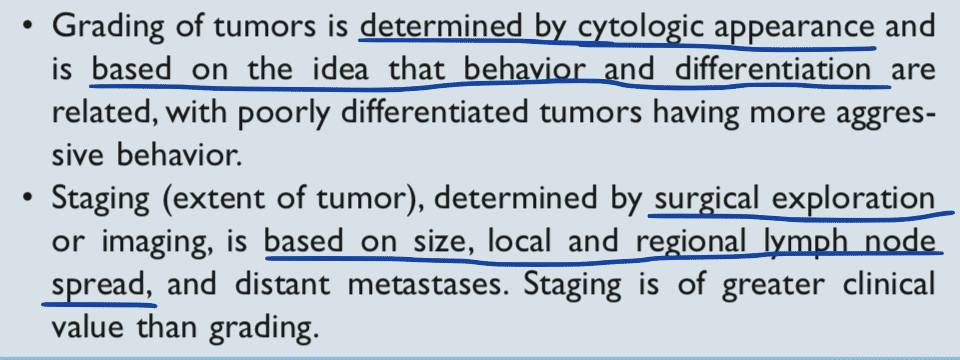 • Grading of tumors is determined by cytologic appearance and
is based on the idea that behavior and differentiation are
related, with poorly differentiated tumors having more aggres-
sive behavior.
• Staging (extent of tumor), determined by surgical exploration
or imaging, is based on size, local and regional lymph node
spread, and distant metastases. Staging is of greater clinical
value than grading.